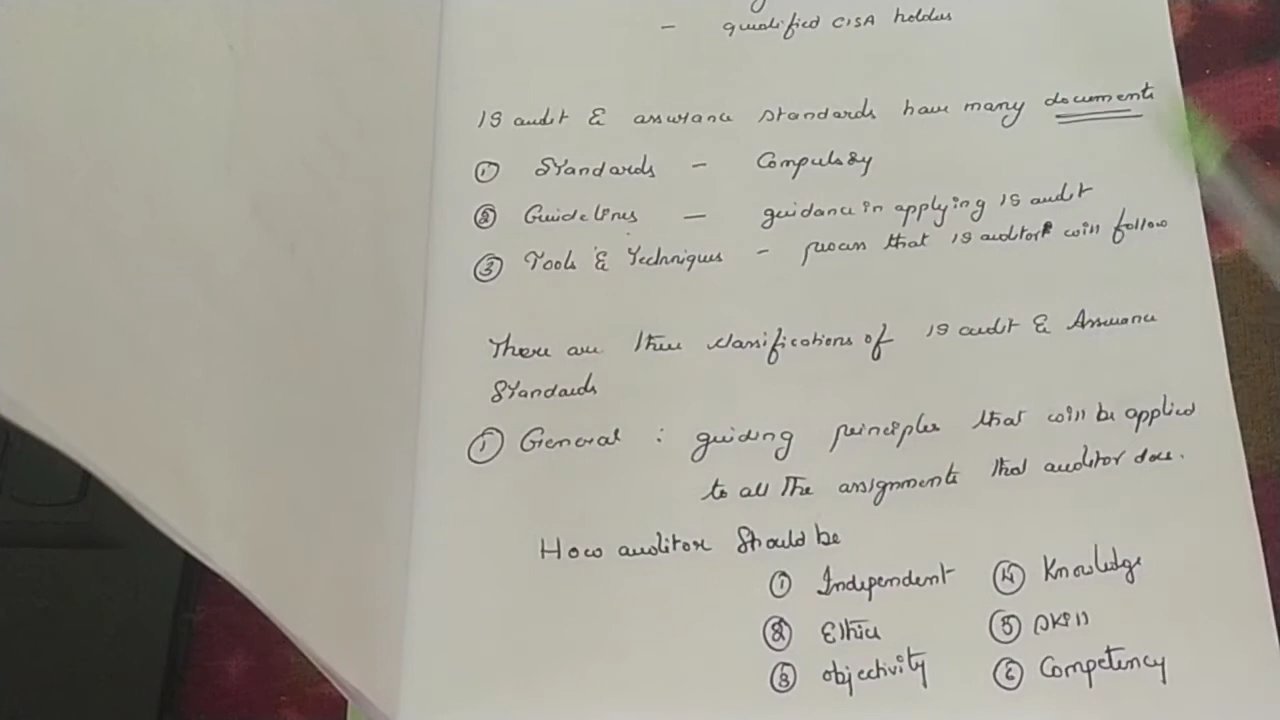 - qualified CISA holders
IS audit & assurance standards have many documents
① Standards - Compulsory
② Guidelines - guidance in applying IS audit
③ Tools & Techniques - process that IS auditor will follow
There are three classifications of IS audit & Assurance
Standards
① General : guiding principles that will be applied
to all the assignments that auditor does.
How auditor should be
① Independent ④ Knowledge
② Ethics ⑤ Skill
③ objectivity ⑥ Competency